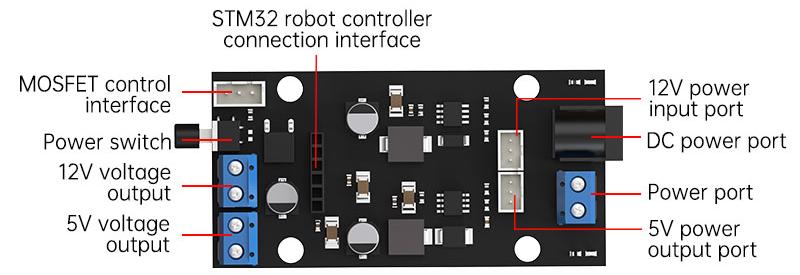 STM32 robot controller
connection interface
MOSFET control
interface
Power switch
12V voltage
output
5V voltage
output
12V power
input port
DC power port
Power port
5V power
output port